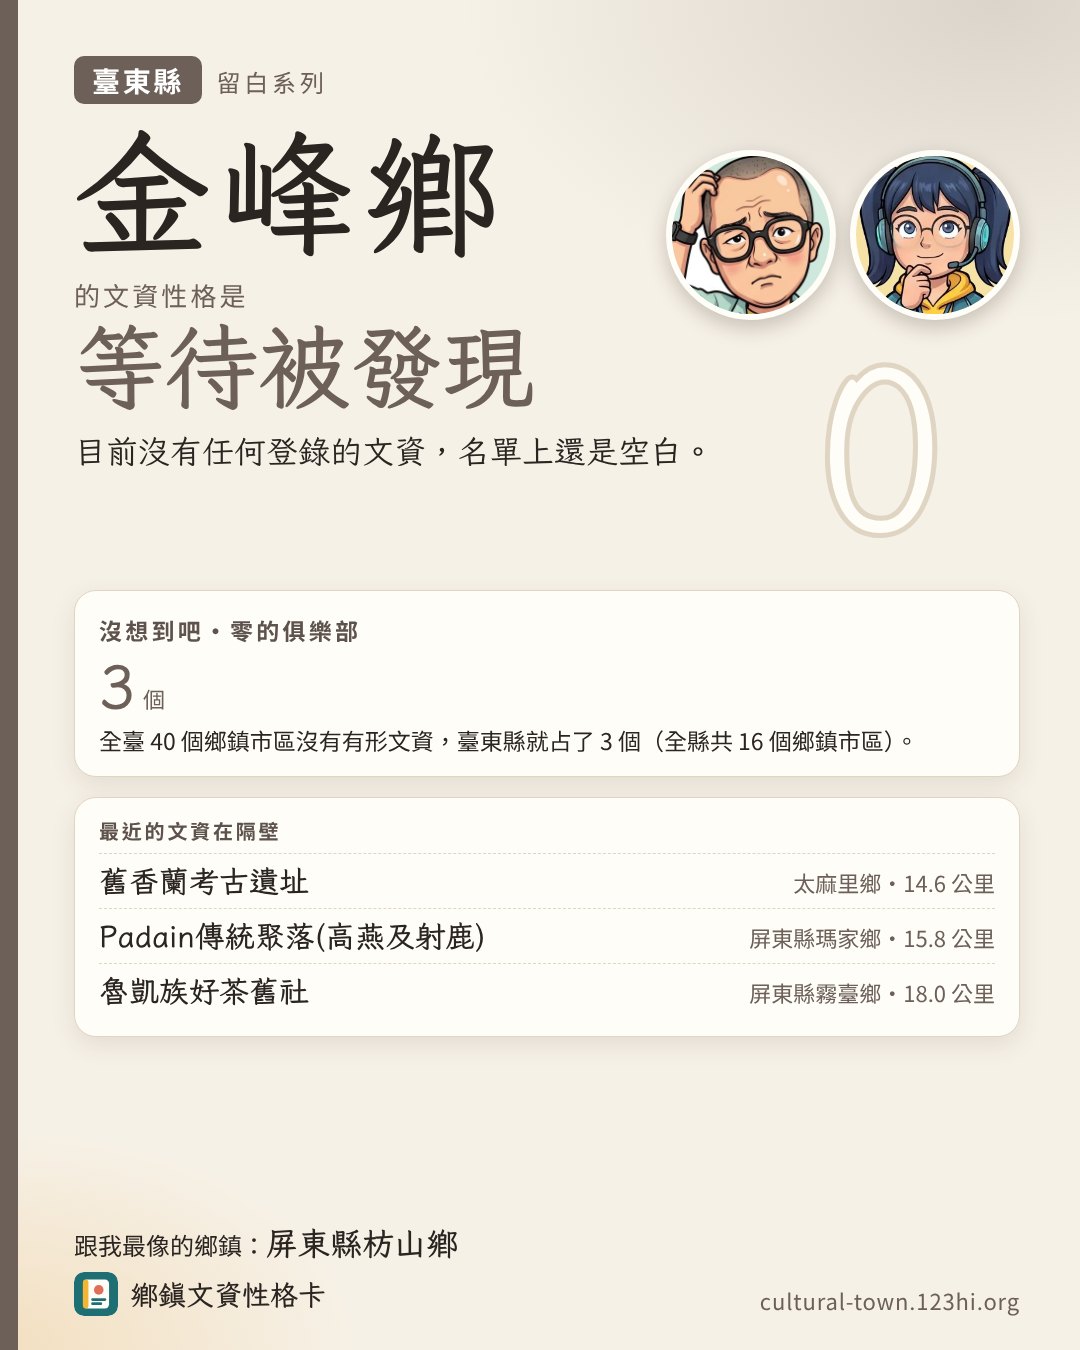 臺東縣 留白系列
金峰鄉
的文資性格是
等待被發現
目前沒有任何登錄的文資，名單上還是空白。
0
沒想到吧・零的俱樂部
3 個
全臺 40 個鄉鎮市區沒有有形文資，臺東縣就占了 3 個（全縣共 16 個鄉鎮市區）。
最近的文資在隔壁
舊香蘭考古遺址 太麻里鄉・14.6 公里
Padain傳統聚落(高燕及射鹿) 屏東縣瑪家鄉・15.8 公里
魯凱族好茶舊社 屏東縣霧臺鄉・18.0 公里
跟我最像的鄉鎮：屏東縣枋山鄉
鄉鎮文資性格卡
cultural-town.123hi.org